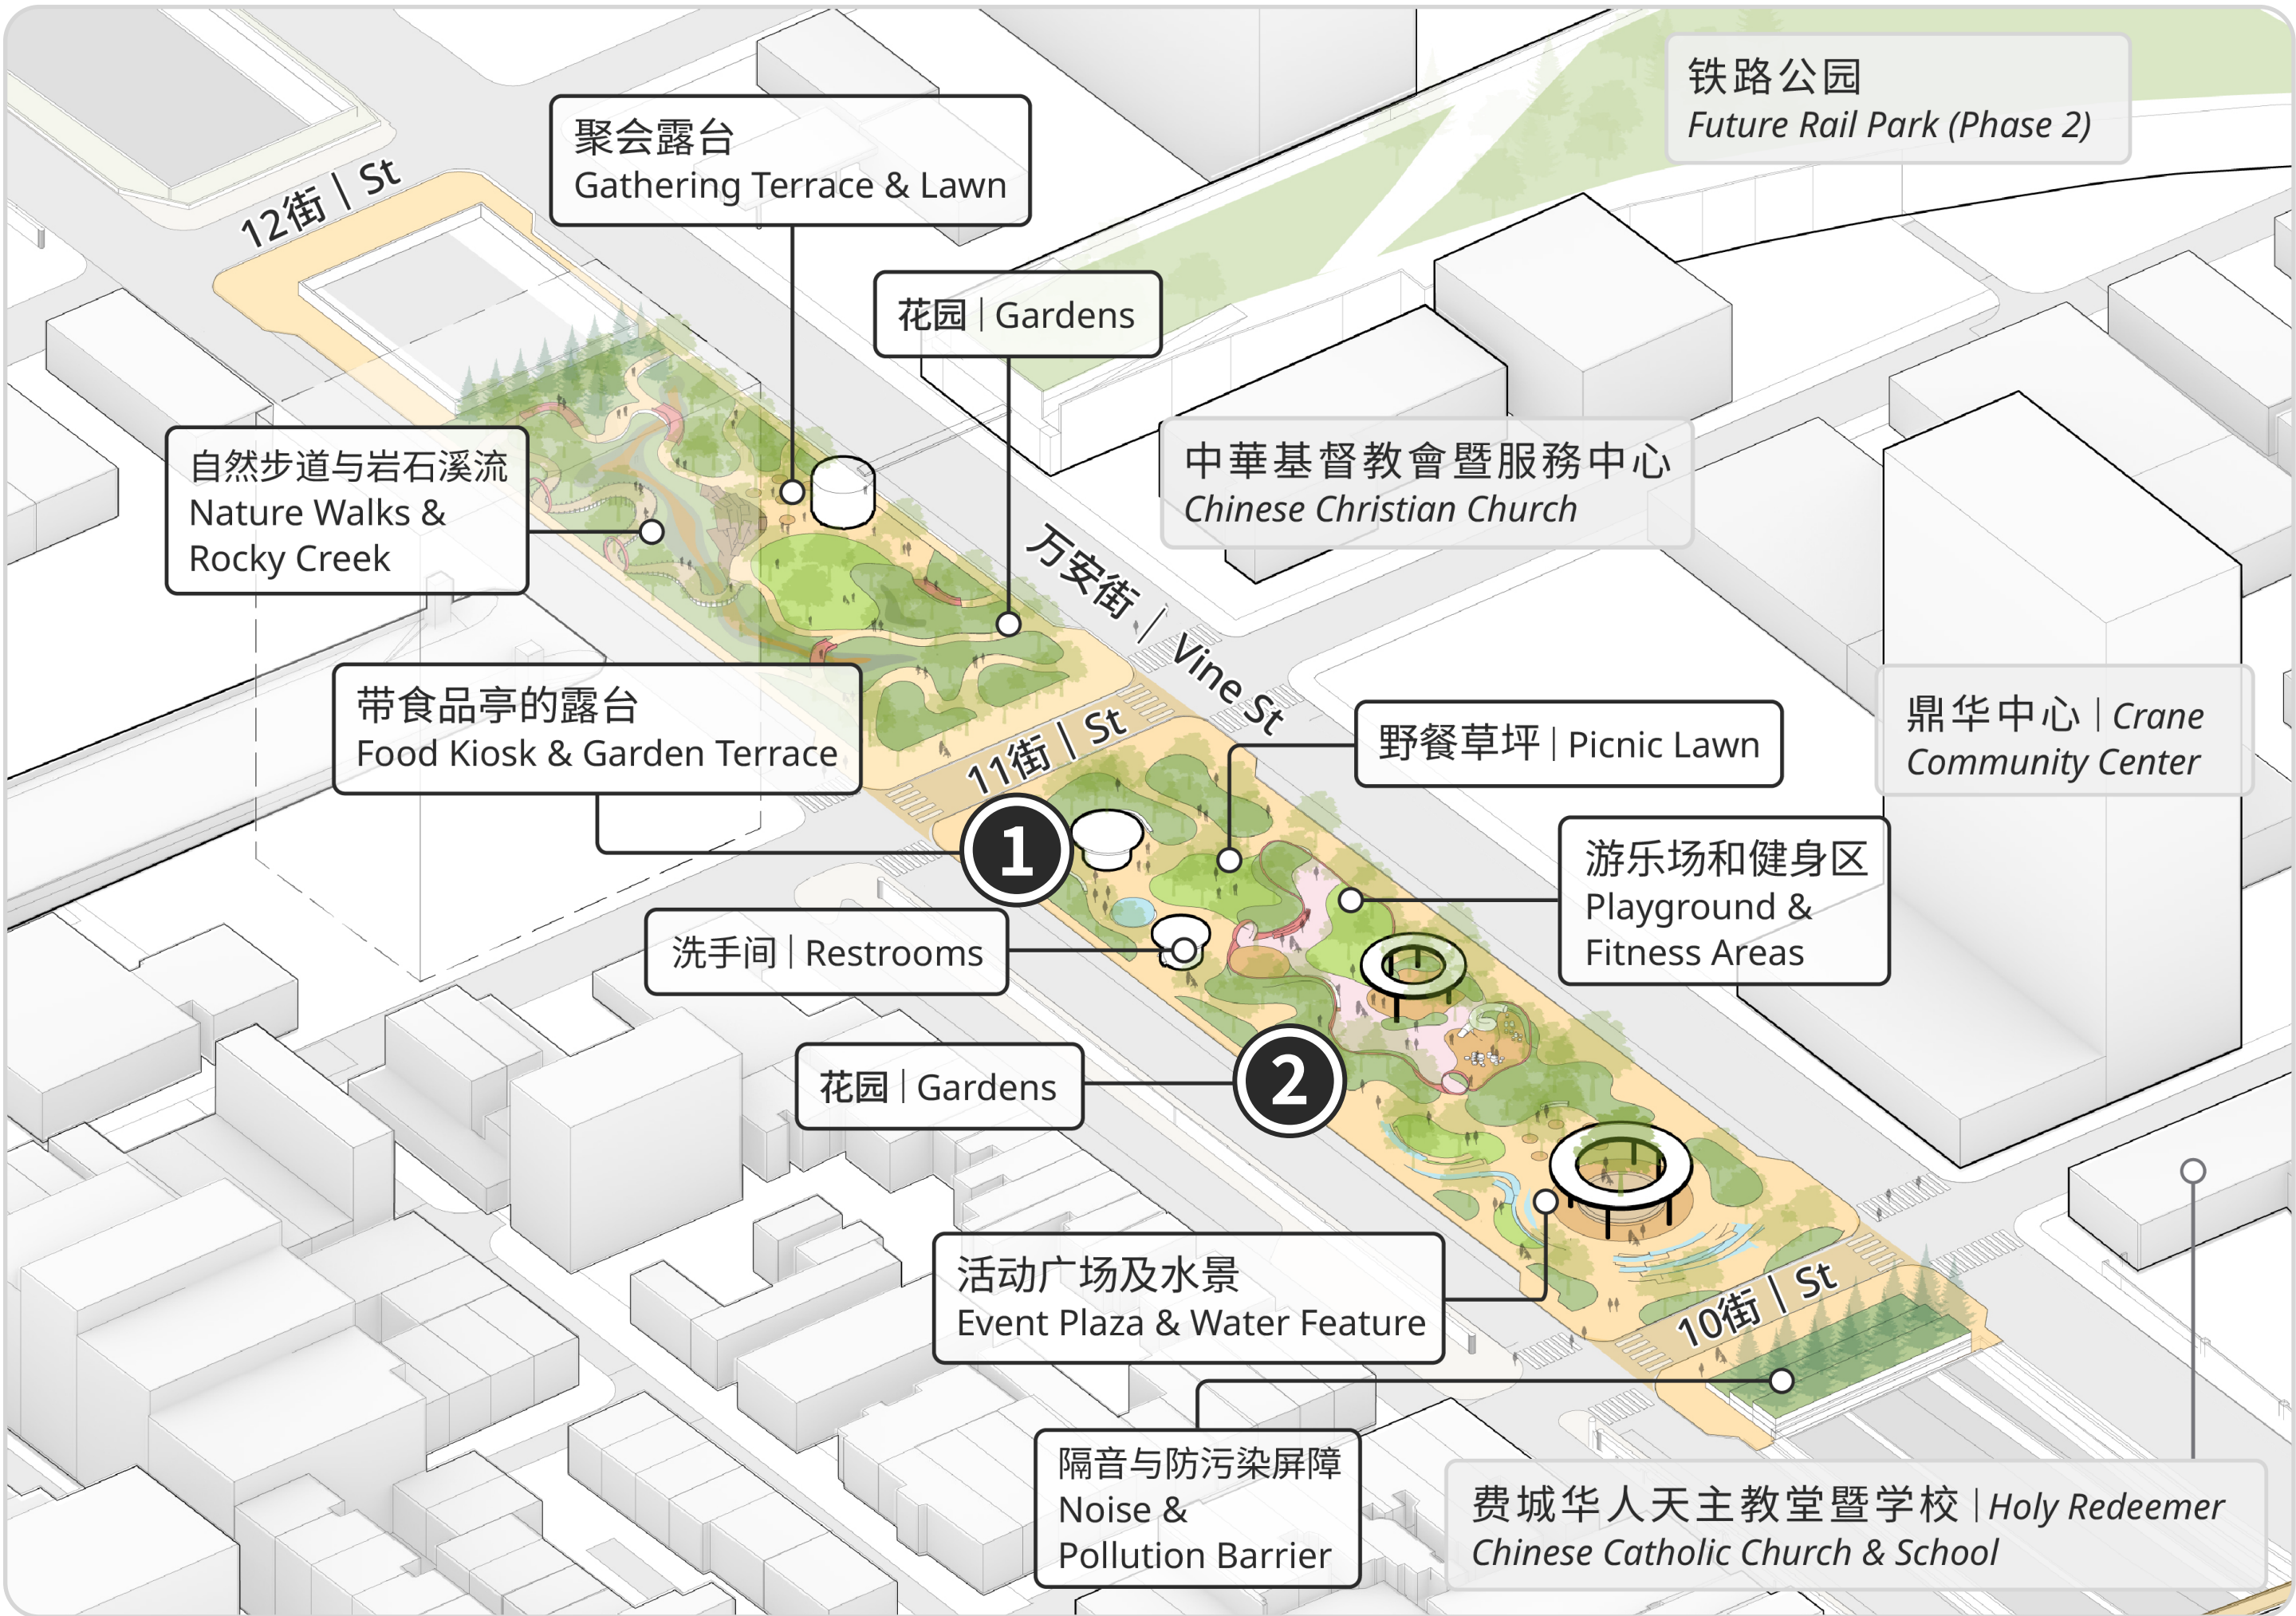 铁路公园
Future Rail Park (Phase 2)
聚会露台
Gathering Terrace & Lawn
12街 | St
花园 | Gardens
自然步道与岩石溪流
Nature Walks &
Rocky Creek
中華基督教會暨服務中心
Chinese Christian Church
万安街 | Vine St
带食品亭的露台
Food Kiosk & Garden Terrace
11街 | St
野餐草坪 | Picnic Lawn
鼎华中心 | Crane
Community Center
1
游乐场和健身区
Playground &
Fitness Areas
洗手间 | Restrooms
花园 | Gardens
2
活动广场及水景
Event Plaza & Water Feature
10街 | St
隔音与防污染屏障
Noise &
Pollution Barrier
费城华人天主教堂暨学校 | Holy Redeemer
Chinese Catholic Church & School